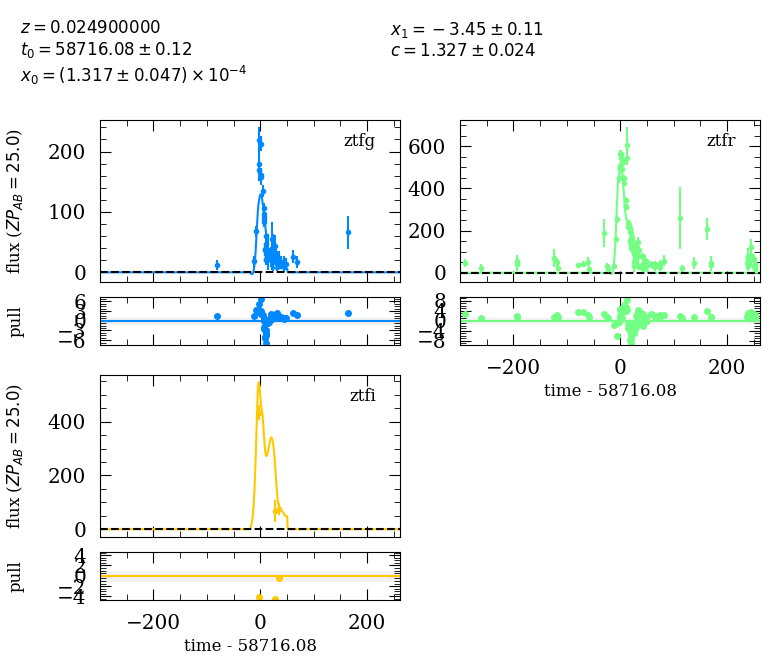 z = 0.024900000
t₀ = 58716.08 ± 0.12
x₀ = (1.317 ± 0.047) × 10⁻⁴
x₁ = −3.45 ± 0.11
c = 1.327 ± 0.024
ztfg
flux (ZP_AB = 25.0)
200
100
0
ztfr
600
400
200
0
pull
6
3
0
−3
−6
8
4
0
−4
−8
−200 0 200
time - 58716.08
ztfi
flux (ZP_AB = 25.0)
400
200
0
pull
4
2
0
−2
−4
−200 0 200
time - 58716.08